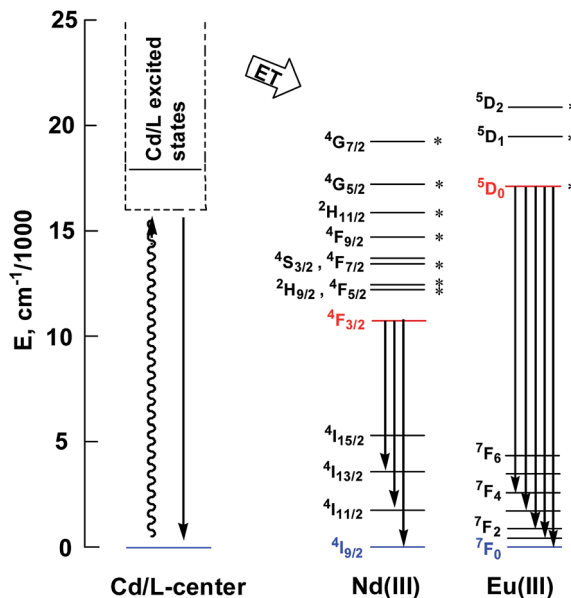 25
20
15
10
5
0
E, cm⁻¹/1000
Cd/L excited
states
ET
Cd/L-center
⁴G₇/₂ *
⁴G₅/₂ *
²H₁₁/₂ *
⁴F₉/₂ *
⁴S₃/₂ , ⁴F₇/₂ *
²H₉/₂ , ⁴F₅/₂ *
*
⁴F₃/₂
⁴I₁₅/₂
⁴I₁₃/₂
⁴I₁₁/₂
⁴I₉/₂
Nd(III)
⁵D₂ *
⁵D₁ *
⁵D₀ *
⁷F₆
⁷F₄
⁷F₂
⁷F₀
Eu(III)